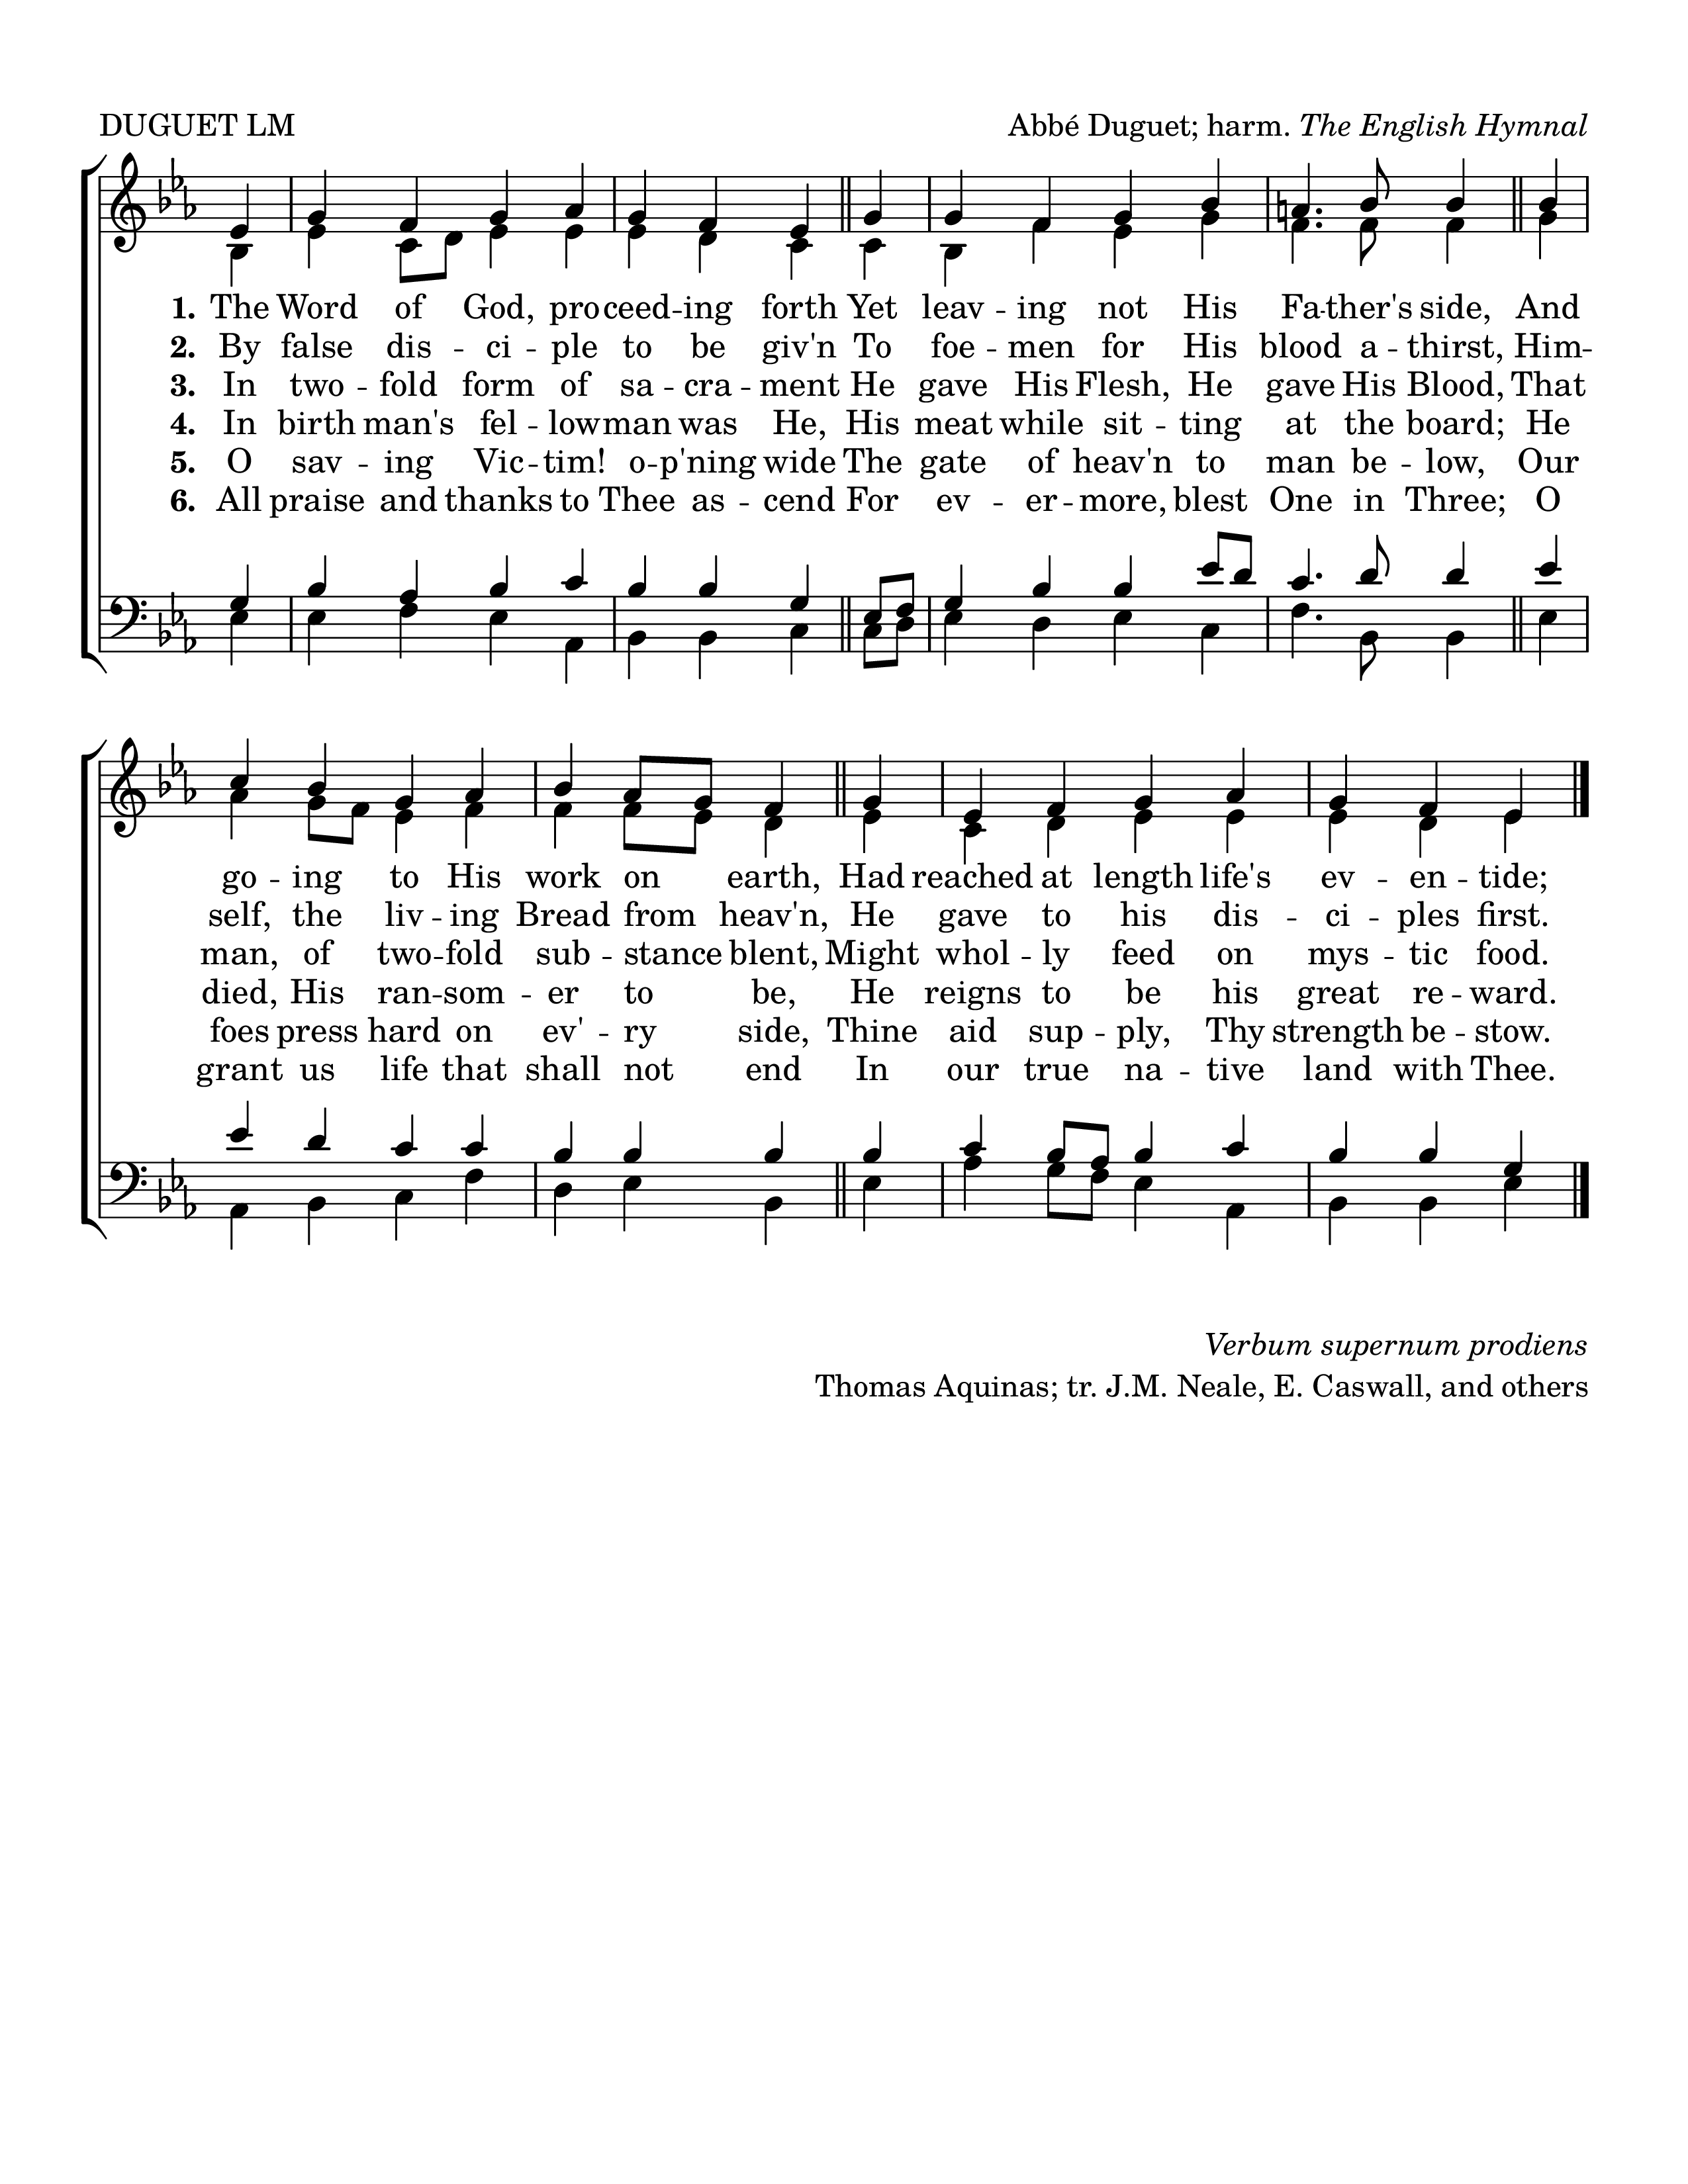 DUGUET LM
Abbé Duguet; harm. The English Hymnal
1. The Word of God, pro-ceed-ing forth Yet leav - ing not His Fa-ther's side, And
2. By false dis - ci - ple to be giv'n To foe - men for His blood a - thirst, Him-
3. In two - fold form of sa - cra - ment He gave His Flesh, He gave His Blood, That
4. In birth man's fel - low-man was He, His meat while sit - ting at the board; He
5. O sav - ing Vic - tim! o-p'ning wide The gate of heav'n to man be - low, Our
6. All praise and thanks to Thee as - cend For ev - er - more, blest One in Three; O
go - ing to His work on earth, Had reached at length life's ev - en - tide;
self, the liv - ing Bread from heav'n, He gave to his dis - ci - ples first.
man, of two - fold sub - stance blent, Might whol - ly feed on mys - tic food.
died, His ran - som - er to be, He reigns to be his great re - ward.
foes press hard on ev' - ry side, Thine aid sup - ply, Thy strength be - stow.
grant us life that shall not end In our true na - tive land with Thee.
Verbum supernum prodiens
Thomas Aquinas; tr. J.M. Neale, E. Caswall, and others